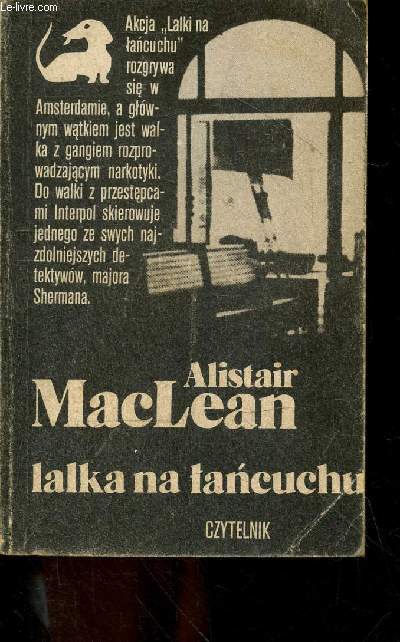 © Le-livre.com
Akcja „Lalki na
łańcuchu”
rozgrywa
się w
Amsterdamie, a głów-
nym wątkiem jest wal-
ka z gangiem rozpro-
wadzającym narkotyki.
Do walki z przestępca-
mi Interpol skierowuje
jednego ze swych naj-
zdolniejszych de-
tektywów, majora
Shermana.
Alistair
MacLean
lalka na łańcuchu
CZYTELNIK